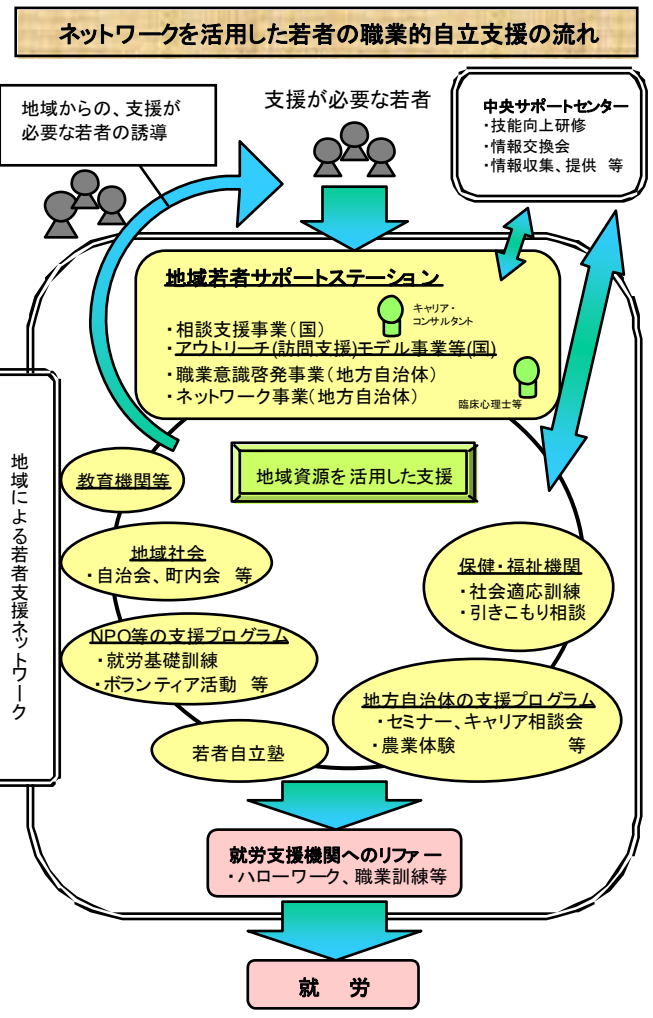 ネットワークを活用した若者の職業的自立支援の流れ
地域からの、支援が
必要な若者の誘導
支援が必要な若者
中央サポートセンター
・技能向上研修
・情報交換会
・情報収集、提供 等
地域若者サポートステーション
キャリア・
コンサルタント
・相談支援事業(国)
・アウトリーチ(訪問支援)モデル事業等(国)
・職業意識啓発事業(地方自治体)
・ネットワーク事業(地方自治体)
臨床心理士等
地域による若者支援ネットワーク
教育機関等
地域資源を活用した支援
地域社会
・自治会、町内会 等
保健・福祉機関
・社会適応訓練
・引きこもり相談
NPO等の支援プログラム
・就労基礎訓練
・ボランティア活動 等
地方自治体の支援プログラム
・セミナー、キャリア相談会
・農業体験 等
若者自立塾
就労支援機関へのリファー
・ハローワーク、職業訓練等
就 労